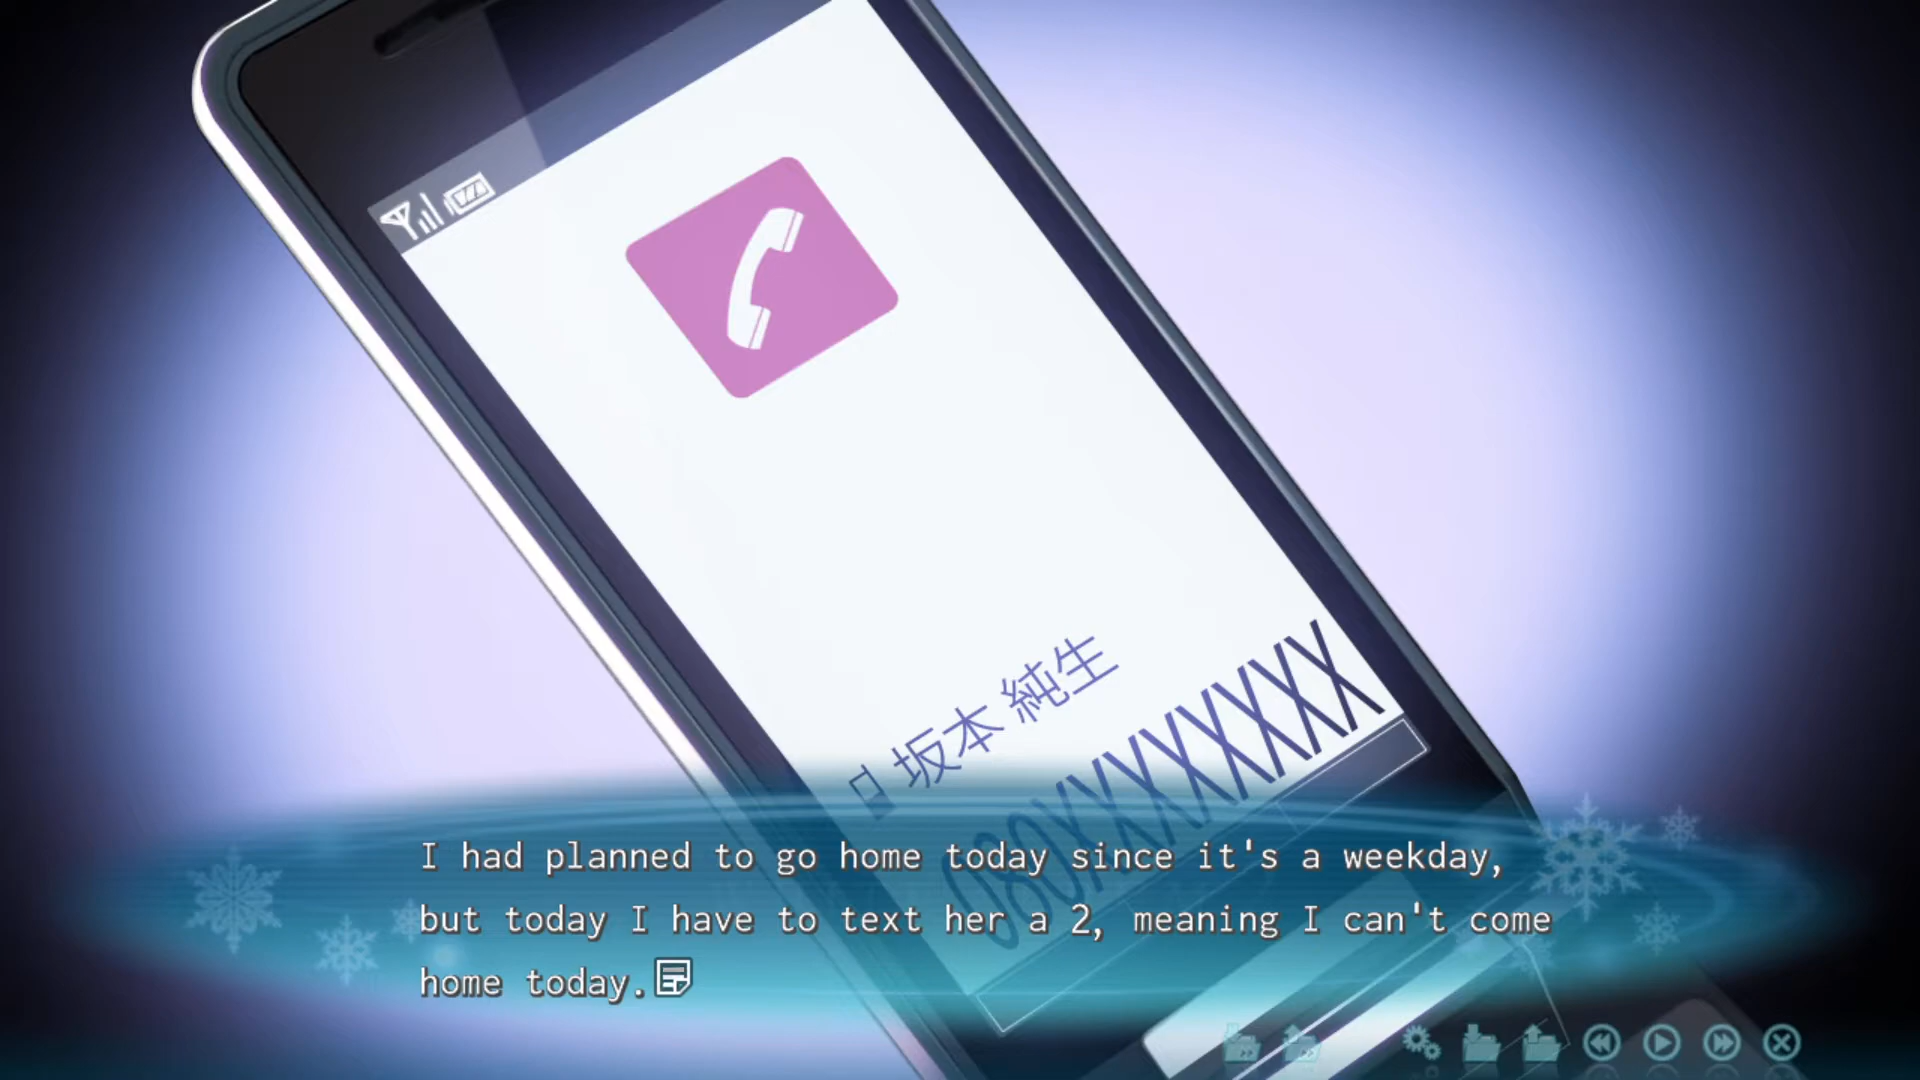 坂本 純生
080XXXXXXXX
I had planned to go home today since it's a weekday,
but today I have to text her a 2, meaning I can't come
home today.